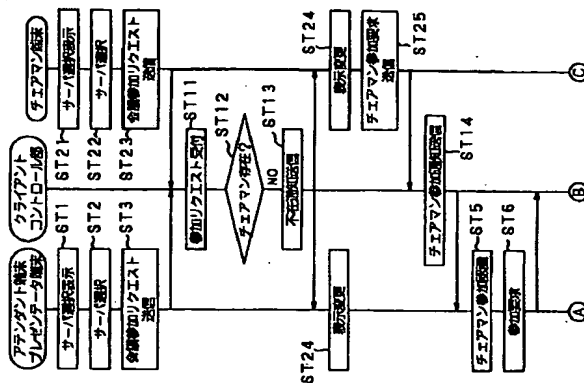 アテンダント端末
プレゼンテータ端末
クライアント
コントロール部
チェアマン端末
ST1
サーバ選択表示
ST21
サーバ選択表示
ST2
サーバ選択
ST22
サーバ選択
ST3
会議参加リクエスト
送信
ST23
会議参加リクエスト
送信
ST11
参加リクエスト受付
ST12
チェアマン存在?
NO
ST13
不在通知送信
ST24
表示変更
ST24
表示変更
ST25
チェアマン参加要求
送信
ST14
チェアマン参加通知送信
ST5
チェアマン参加
ST6
参加要求
A
B
C